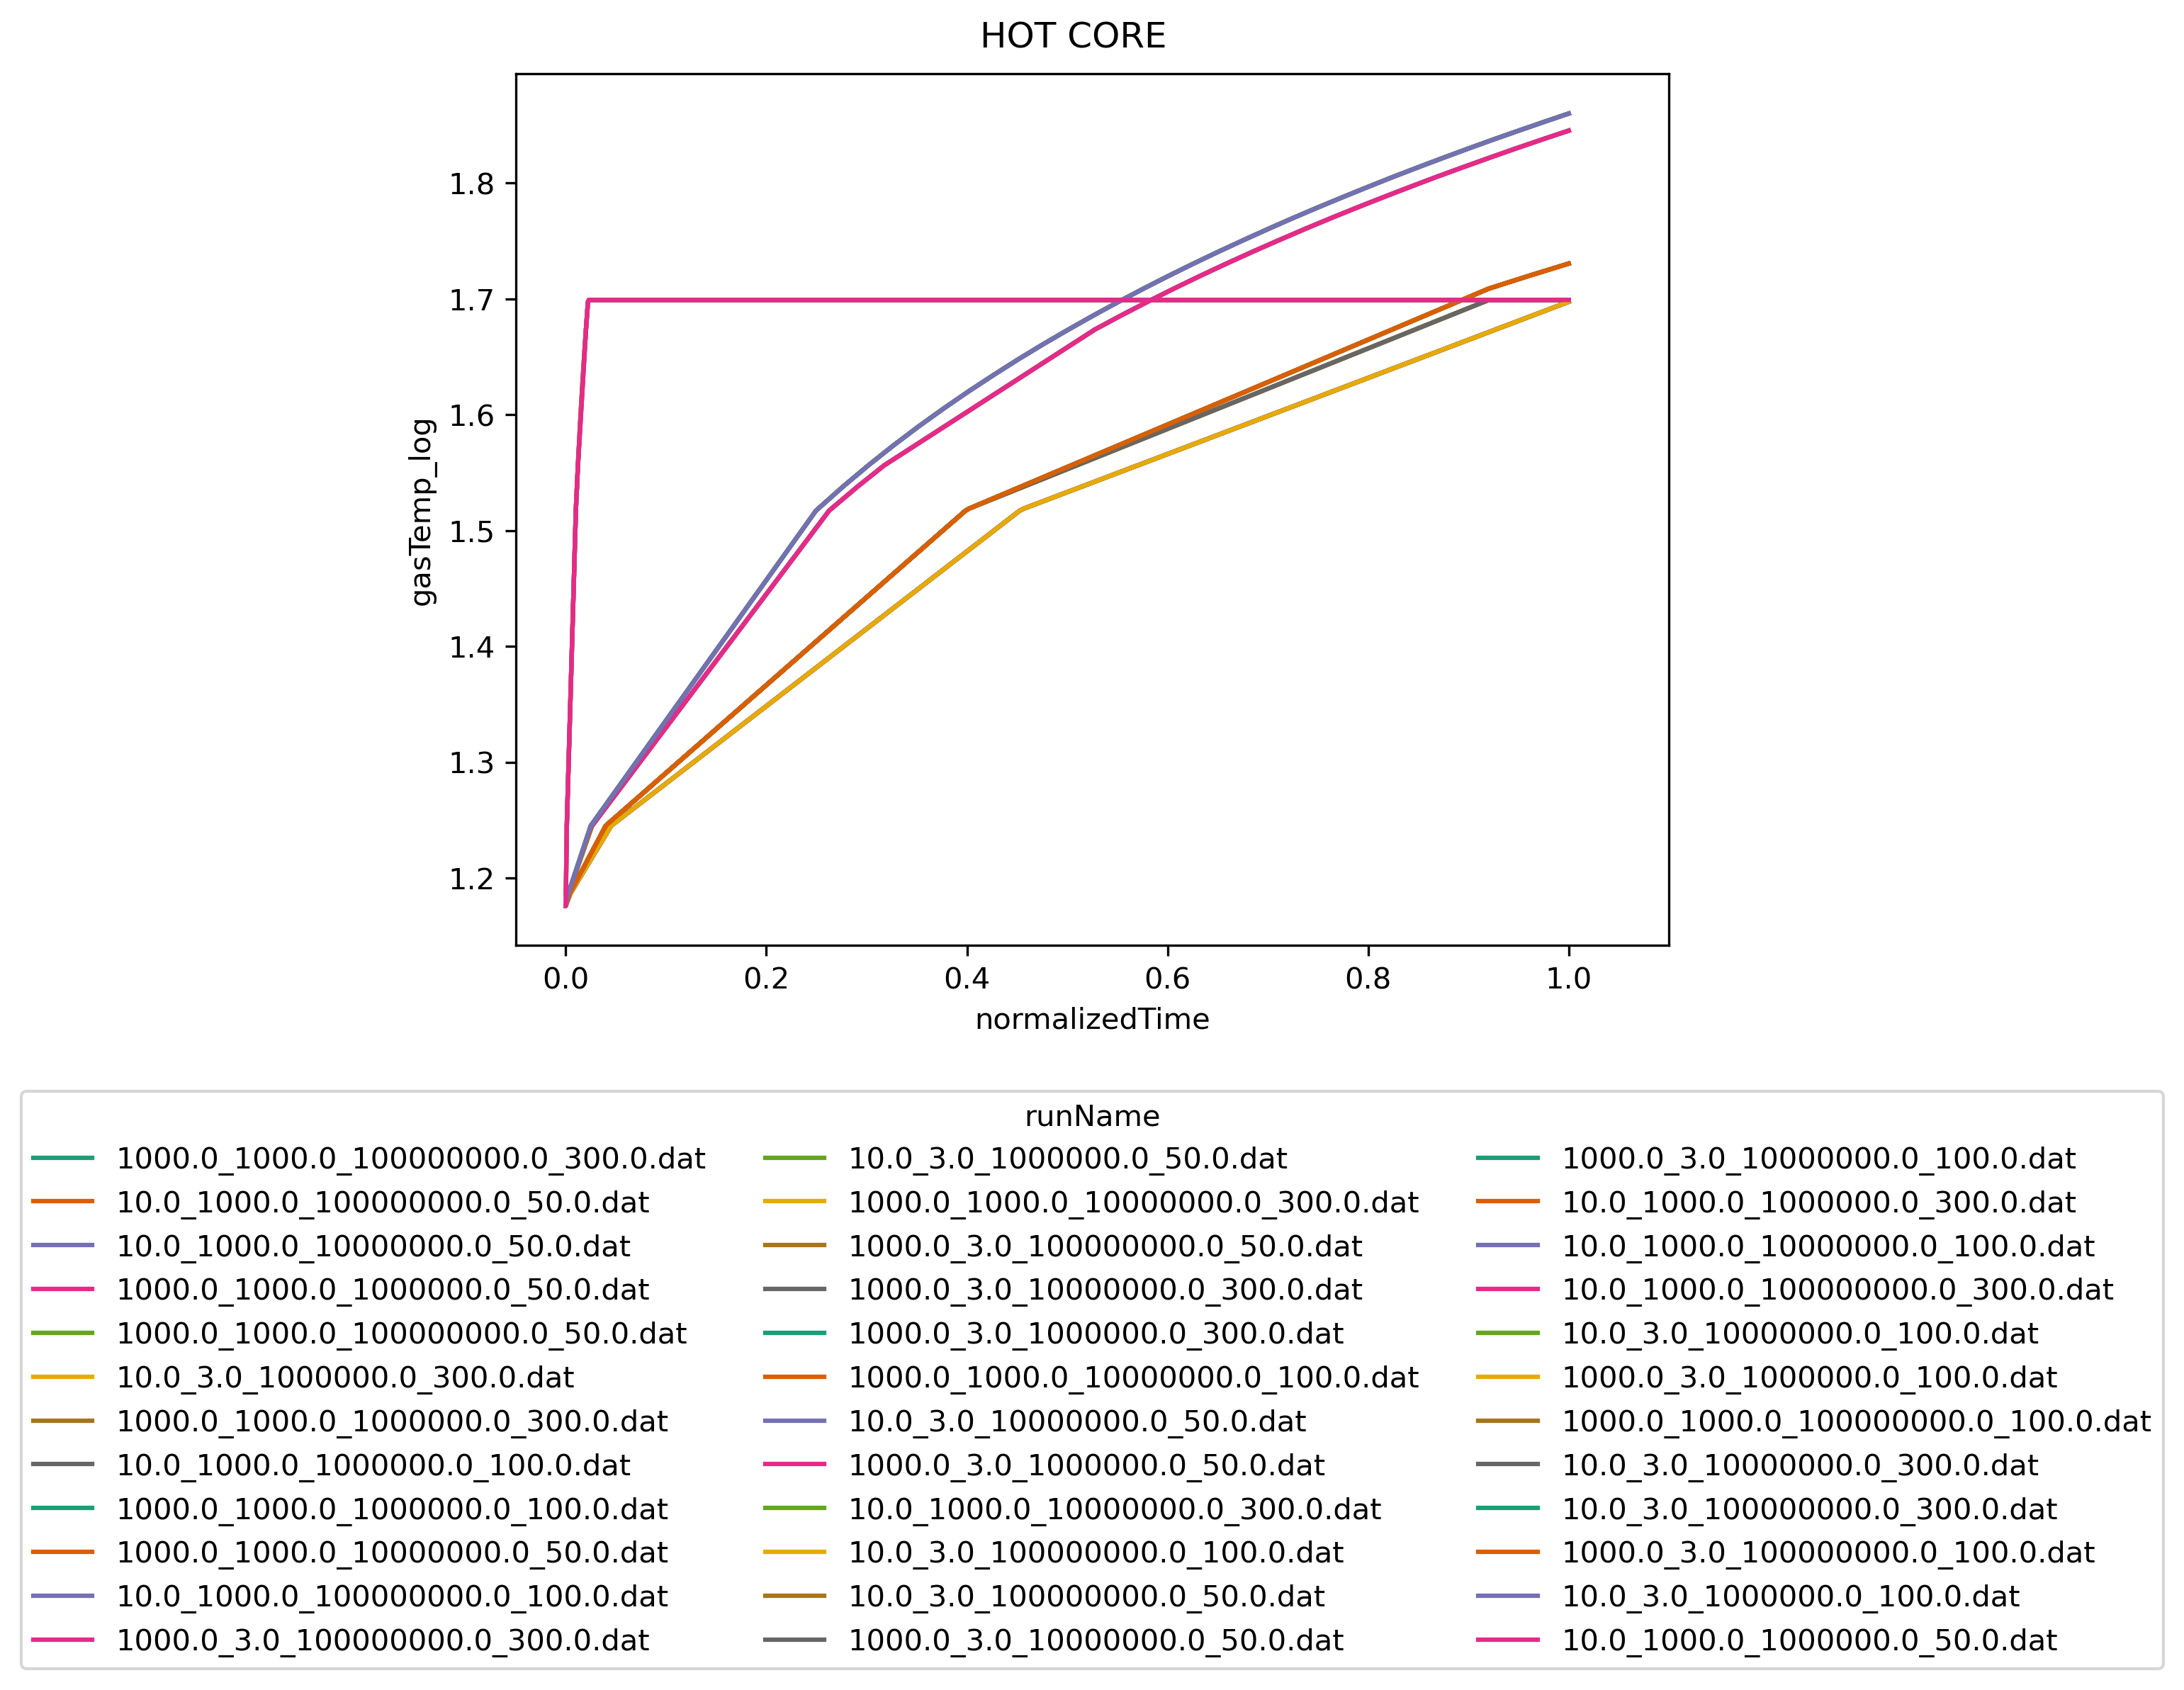 HOT CORE
1.8
1.7
1.6
1.5
1.4
1.3
1.2
gasTemp_log
0.0 0.2 0.4 0.6 0.8 1.0
normalizedTime
runName
1000.0_1000.0_100000000.0_300.0.dat
10.0_1000.0_100000000.0_50.0.dat
10.0_1000.0_10000000.0_50.0.dat
1000.0_1000.0_1000000.0_50.0.dat
1000.0_1000.0_100000000.0_50.0.dat
10.0_3.0_1000000.0_300.0.dat
1000.0_1000.0_1000000.0_300.0.dat
10.0_1000.0_1000000.0_100.0.dat
1000.0_1000.0_1000000.0_100.0.dat
1000.0_1000.0_10000000.0_50.0.dat
10.0_1000.0_100000000.0_100.0.dat
1000.0_3.0_100000000.0_300.0.dat
10.0_3.0_1000000.0_50.0.dat
1000.0_1000.0_10000000.0_300.0.dat
1000.0_3.0_100000000.0_50.0.dat
1000.0_3.0_10000000.0_300.0.dat
1000.0_3.0_1000000.0_300.0.dat
1000.0_1000.0_10000000.0_100.0.dat
10.0_3.0_10000000.0_50.0.dat
1000.0_3.0_1000000.0_50.0.dat
10.0_1000.0_10000000.0_300.0.dat
10.0_3.0_100000000.0_100.0.dat
10.0_3.0_100000000.0_50.0.dat
1000.0_3.0_10000000.0_50.0.dat
1000.0_3.0_10000000.0_100.0.dat
10.0_1000.0_1000000.0_300.0.dat
10.0_1000.0_10000000.0_100.0.dat
10.0_1000.0_100000000.0_300.0.dat
10.0_3.0_10000000.0_100.0.dat
1000.0_3.0_1000000.0_100.0.dat
1000.0_1000.0_100000000.0_100.0.dat
10.0_3.0_10000000.0_300.0.dat
10.0_3.0_100000000.0_300.0.dat
1000.0_3.0_100000000.0_100.0.dat
10.0_3.0_1000000.0_100.0.dat
10.0_1000.0_1000000.0_50.0.dat